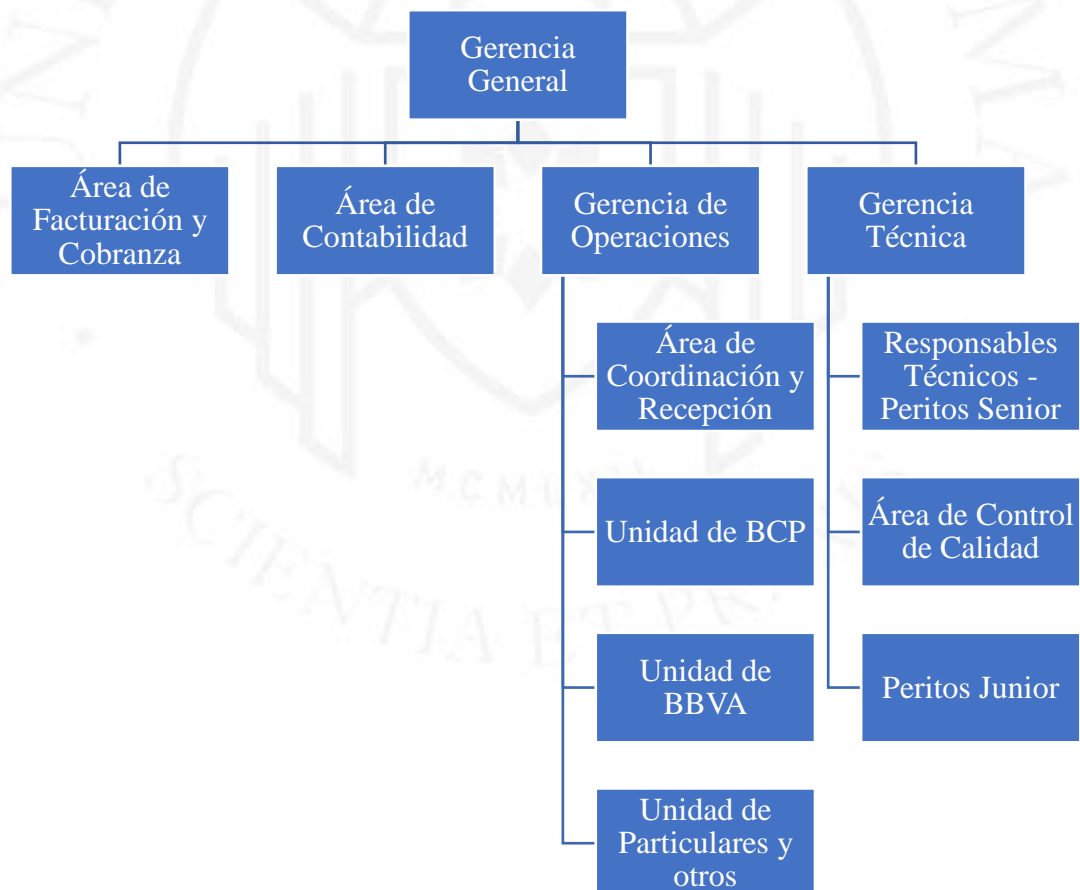 Gerencia
General
Área de
Facturación y
Cobranza
Área de
Contabilidad
Gerencia de
Operaciones
Gerencia
Técnica
Área de
Coordinación y
Recepción
Unidad de BCP
Unidad de
BBVA
Unidad de
Particulares y
otros
Responsables
Técnicos -
Peritos Senior
Área de Control
de Calidad
Peritos Junior
SCIENTIA ET